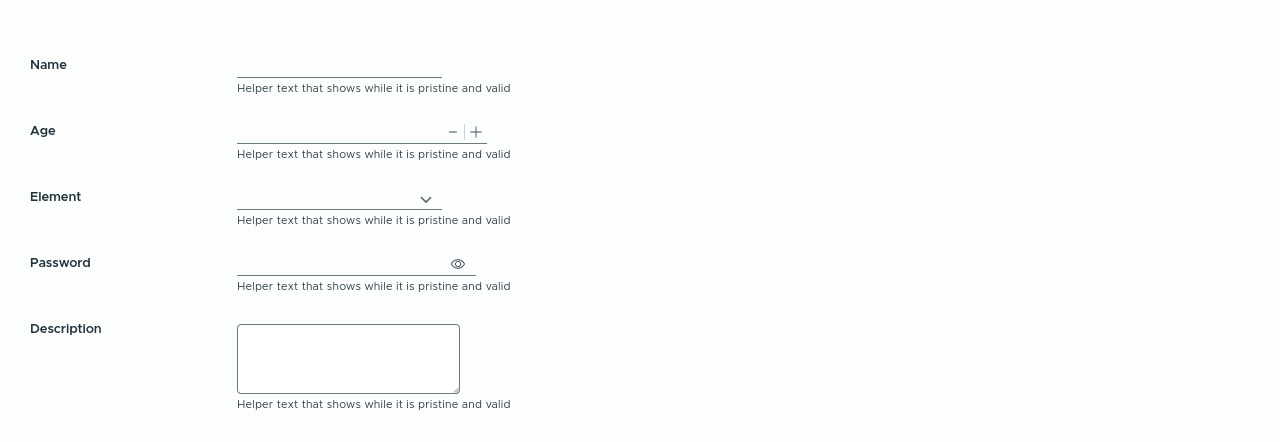 Name
Helper text that shows while it is pristine and valid
Age
Helper text that shows while it is pristine and valid
Element
Helper text that shows while it is pristine and valid
Password
Helper text that shows while it is pristine and valid
Description
Helper text that shows while it is pristine and valid